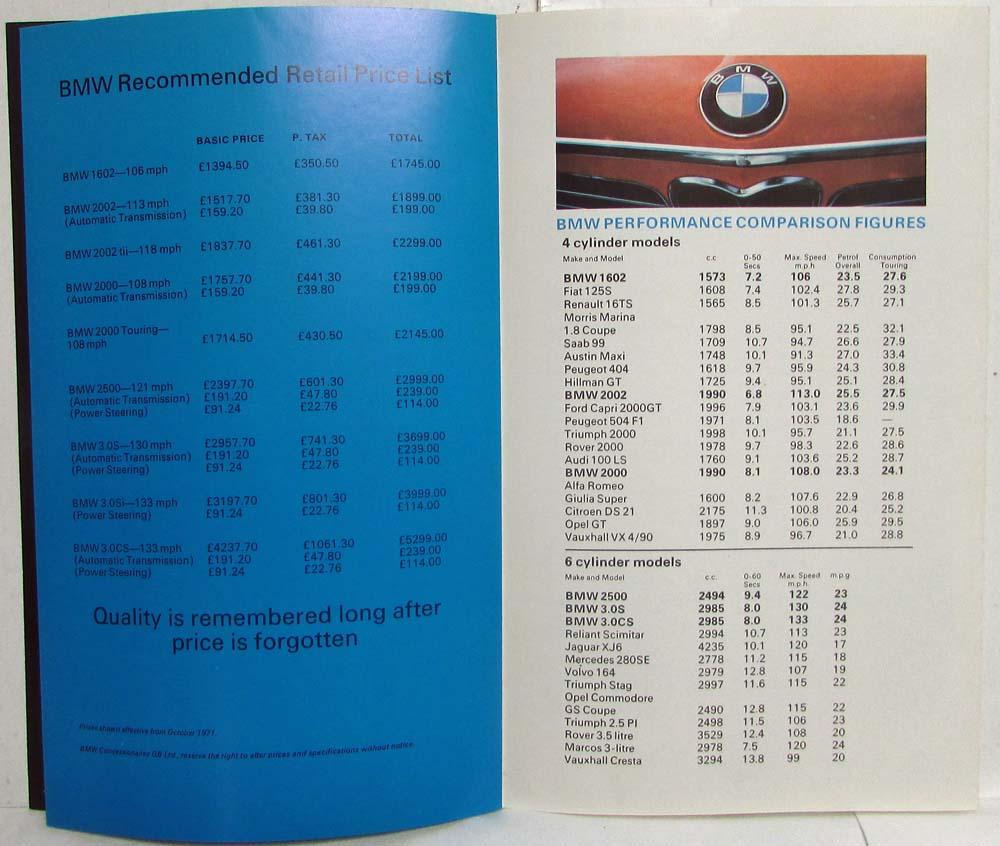 BMW Recommended Retail Price List
BASIC PRICE P. TAX TOTAL
BMW 1602—106 mph £1394.50 £350.50 £1745.00
BMW 2002—113 mph £1517.70 £381.30 £1899.00
(Automatic Transmission) £159.20 £39.80 £199.00
BMW 2002 tii—118 mph £1837.70 £461.30 £2299.00
BMW 2000—108 mph £1757.70 £441.30 £2199.00
(Automatic Transmission) £159.20 £39.80 £199.00
BMW 2000 Touring—
108 mph £1714.50 £430.50 £2145.00
BMW 2500—121 mph £2397.70 £601.30 £2999.00
(Automatic Transmission) £191.20 £47.80 £239.00
(Power Steering) £91.24 £22.76 £114.00
BMW 3.0S—130 mph £2957.70 £741.30 £3699.00
(Automatic Transmission) £191.20 £47.80 £239.00
(Power Steering) £91.24 £22.76 £114.00
BMW 3.0Si—133 mph £3197.70 £801.30 £3999.00
(Power Steering) £91.24 £22.76 £114.00
BMW 3.0CS—133 mph £4237.70 £1061.30 £5299.00
(Automatic Transmission) £191.20 £47.80 £239.00
(Power Steering) £91.24 £22.76 £114.00
Quality is remembered long after
price is forgotten
Prices shown effective from October 1971.
BMW Concessionaires GB Ltd., reserve the right to alter prices and specifications without notice.
BMW
BMW PERFORMANCE COMPARISON FIGURES
4 cylinder models
Make and Model c.c 0-50 Max. Speed Petrol Consumption
Secs m.p.h Overall Touring
BMW 1602 1573 7.2 106 23.5 27.6
Fiat 125S 1608 7.4 102.4 27.8 29.3
Renault 16TS 1565 8.5 101.3 25.7 27.1
Morris Marina
1.8 Coupe 1798 8.5 95.1 22.5 32.1
Saab 99 1709 10.7 94.7 26.6 27.9
Austin Maxi 1748 10.1 91.3 27.0 33.4
Peugeot 404 1618 9.7 95.9 24.3 30.8
Hillman GT 1725 9.4 95.1 25.1 28.4
BMW 2002 1990 6.8 113.0 25.5 27.5
Ford Capri 2000GT 1996 7.9 103.1 23.6 29.9
Peugeot 504 F1 1971 8.1 103.5 18.6 —
Triumph 2000 1998 10.1 95.7 21.1 27.5
Rover 2000 1978 9.7 98.3 22.6 28.6
Audi 100 LS 1760 9.1 103.6 25.2 28.7
BMW 2000 1990 8.1 108.0 23.3 24.1
Alfa Romeo
Giulia Super 1600 8.2 107.6 22.9 26.8
Citroen DS 21 2175 11.3 100.8 20.4 25.2
Opel GT 1897 9.0 106.0 25.9 29.5
Vauxhall VX 4/90 1975 8.9 96.7 21.0 28.8
6 cylinder models
Make and Model c.c. 0-60 Max. Speed m.p.g
Secs m.p.h.
BMW 2500 2494 9.4 122 23
BMW 3.0S 2985 8.0 130 24
BMW 3.0CS 2985 8.0 133 24
Reliant Scimitar 2994 10.7 113 23
Jaguar XJ6 4235 10.1 120 17
Mercedes 280SE 2778 11.2 115 18
Volvo 164 2979 12.8 107 19
Triumph Stag 2997 11.6 115 22
Opel Commodore
GS Coupe 2490 12.8 115 22
Triumph 2.5 PI 2498 11.5 106 23
Rover 3.5 litre 3529 12.4 108 20
Marcos 3-litre 2978 7.5 120 24
Vauxhall Cresta 3294 13.8 99 20